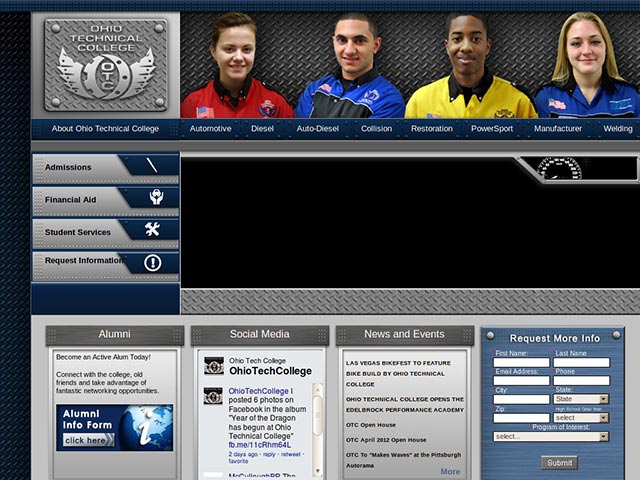 OHIO
TECHNICAL
COLLEGE
OTC
About Ohio Technical College
Automotive Diesel Auto-Diesel Collision Restoration PowerSport Manufacturer Welding
Admissions
Financial Aid
Student Services
Request Information
Alumni
Become an Active Alum Today!
Connect with the college, old
friends and take advantage of
fantastic networking opportunities.
Alumni
Info Form
click here
Social Media
Ohio Tech College
OhioTechCollege
OhioTechCollege I
posted 6 photos on
Facebook in the album
"Year of the Dragon
has begun at Ohio
Technical College"
fb.me/11cRhm64L
2 days ago · reply · retweet ·
favorite
McCulloughPR The
News and Events
LAS VEGAS BIKEFEST TO FEATURE
BIKE BUILD BY OHIO TECHNICAL
COLLEGE
OHIO TECHNICAL COLLEGE OPENS THE
EDELBROCK PERFORMANCE ACADEMY
OTC Open House
OTC April 2012 Open House
OTC To "Makes Waves" at the Pittsburgh
Autorama
More
Request More Info
First Name: Last Name
Email Address: Phone
City: State:
State
Zip: High School Grad Year
select
Program of Interest:
select...
Submit